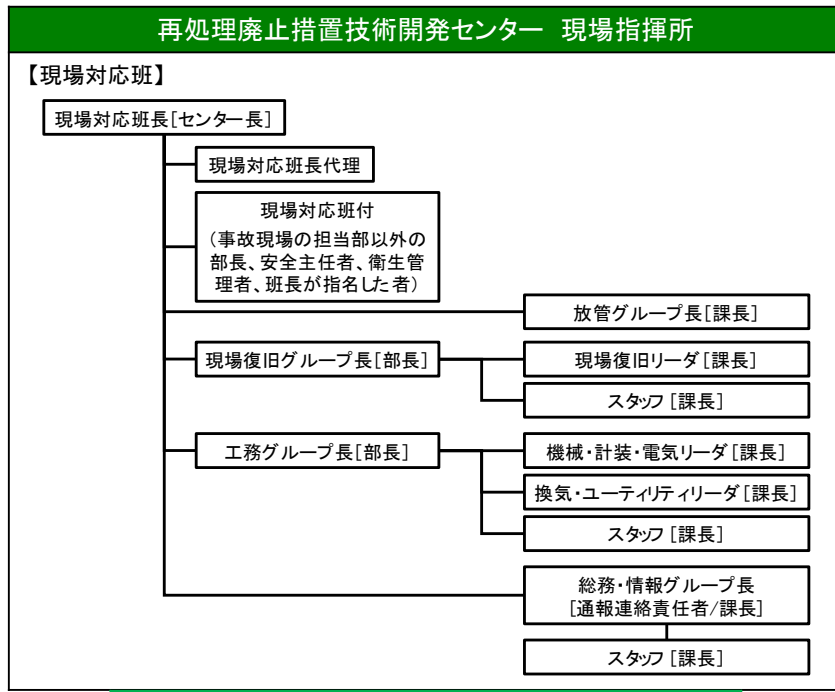 再処理廃止措置技術開発センター 現場指揮所
【現場対応班】
現場対応班長[センター長]
現場対応班長代理
現場対応班付
(事故現場の担当部以外の
部長、安全主任者、衛生管
理者、班長が指名した者)
放管グループ長[課長]
現場復旧グループ長[部長]
現場復旧リーダ[課長]
スタッフ[課長]
工務グループ長[部長]
機械・計装・電気リーダ[課長]
換気・ユーティリティリーダ[課長]
スタッフ[課長]
総務・情報グループ長
[通報連絡責任者/課長]
スタッフ[課長]